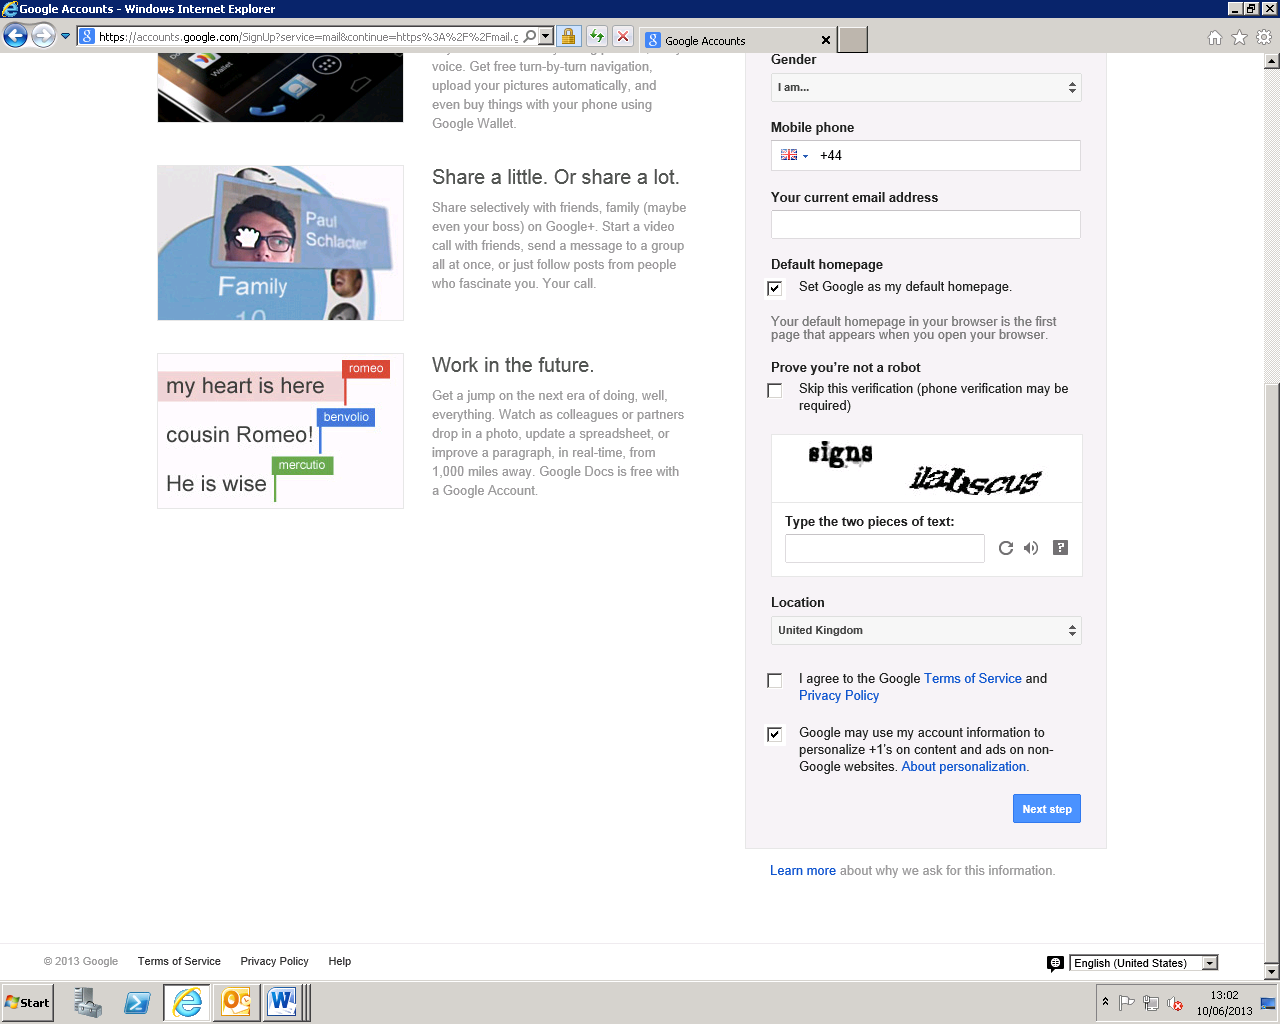 Google Accounts - Windows Internet Explorer
https://accounts.google.com/SignUp?service=mail&continue=https%3A%2F%2Fmail.g
Google Accounts
Wallet
voice. Get free turn-by-turn navigation,
upload your pictures automatically, and
even buy things with your phone using
Google Wallet.
Paul
Schlacter
Family
10
Share a little. Or share a lot.
Share selectively with friends, family (maybe
even your boss) on Google+. Start a video
call with friends, send a message to a group
all at once, or just follow posts from people
who fascinate you. Your call.
romeo
my heart is here
benvolio
cousin Romeo!
mercutio
He is wise
Work in the future.
Get a jump on the next era of doing, well,
everything. Watch as colleagues or partners
drop in a photo, update a spreadsheet, or
improve a paragraph, in real-time, from
1,000 miles away. Google Docs is free with
a Google Account.
Gender
I am...
Mobile phone
+44
Your current email address
Default homepage
Set Google as my default homepage.
Your default homepage in your browser is the first
page that appears when you open your browser.
Prove you're not a robot
Skip this verification (phone verification may be
required)
signs
Type the two pieces of text:
Location
United Kingdom
I agree to the Google Terms of Service and
Privacy Policy
Google may use my account information to
personalize +1's on content and ads on non-
Google websites. About personalization.
Next step
Learn more about why we ask for this information.
© 2013 Google Terms of Service Privacy Policy Help
English (United States)
Start
13:02
10/06/2013